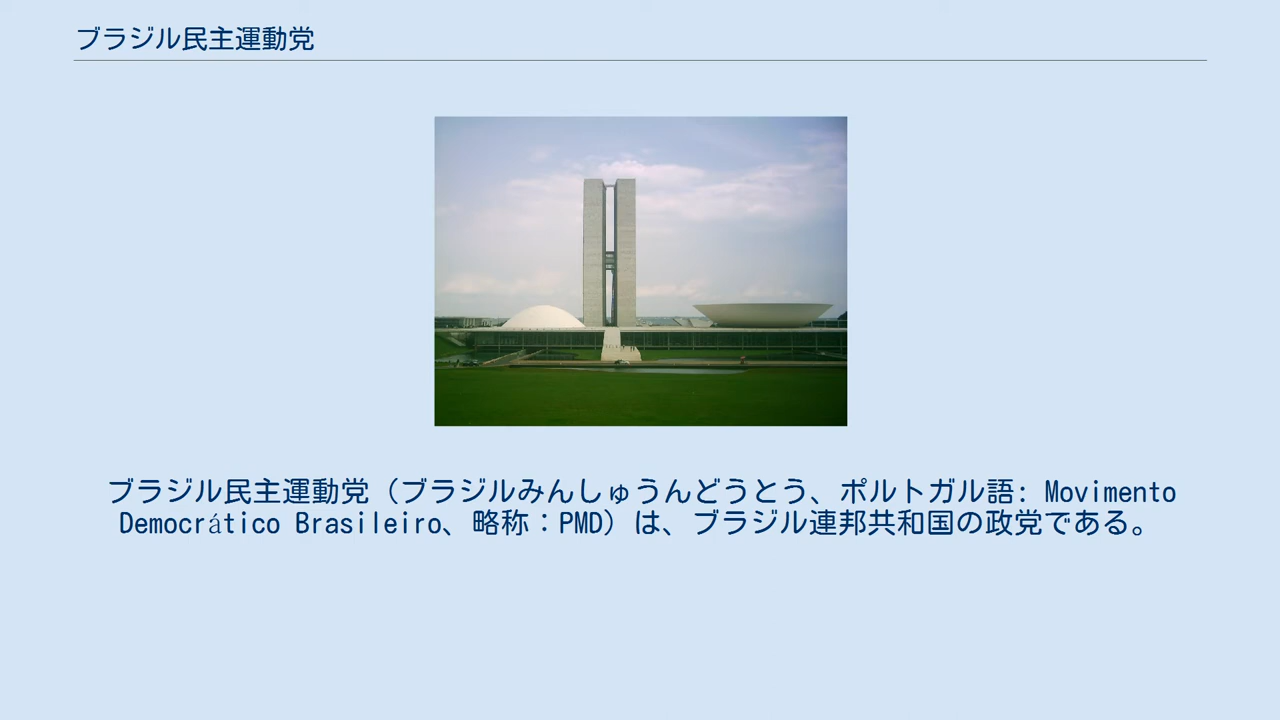 ブラジル民主運動党
ブラジル民主運動党（ブラジルみんしゅうんどうとう、ポルトガル語: Movimento
Democrático Brasileiro、略称：PMD）は、ブラジル連邦共和国の政党である。